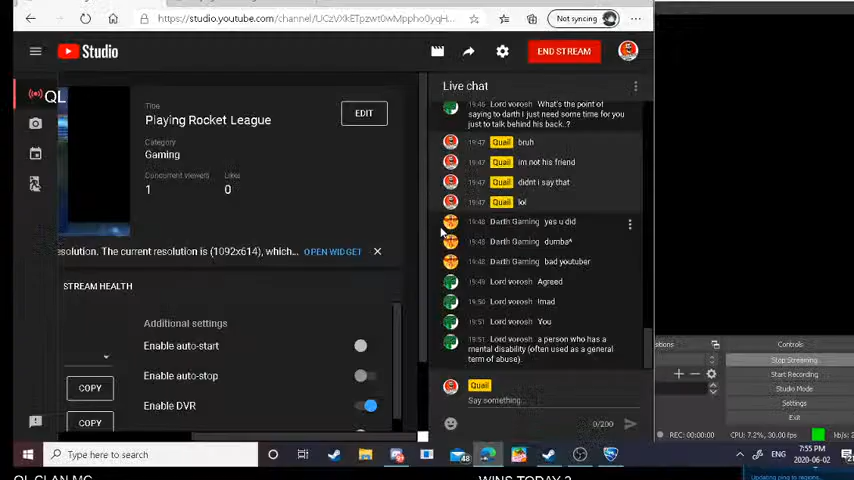 https://studio.youtube.com/channel/UCzVXkETpzwt0wMppho0yqH...
Not syncing
Studio
END STREAM
QL
Title
Playing Rocket League
EDIT
Category
Gaming
Concurrent viewers
Likes
1
0
esolution. The current resolution is (1092x614), which...
OPEN WIDGET
STREAM HEALTH
Additional settings
Enable auto-start
Enable auto-stop
COPY
Enable DVR
COPY
Live chat
19:46 Lord vorosh What's the point of
saying to darth I just need some time for you
just to talk behind his back..?
19:47 Quail bruh
19:47 Quail im not his friend
19:47 Quail didnt i say that
19:47 Quail lol
19:48 Darth Gaming yes u did
19:48 Darth Gaming dumba*
19:48 Darth Gaming bad youtuber
19:49 Lord vorosh Agreed
19:50 Lord vorosh Imad
19:51 Lord vorosh You
19:51 Lord vorosh a person who has a
mental disability (often used as a general
term of abuse).
Quail
Say something...
0/200
sitions
Controls
Stop Streaming
Start Recording
Studio Mode
Settings
Exit
REC: 00:00:00
CPU: 7.2%, 30.00 fps
kb/s:
Type here to search
48
7:55 PM
2020-06-02
QL CLAN MC
WINS TODAY 2
Updating ping to regions...